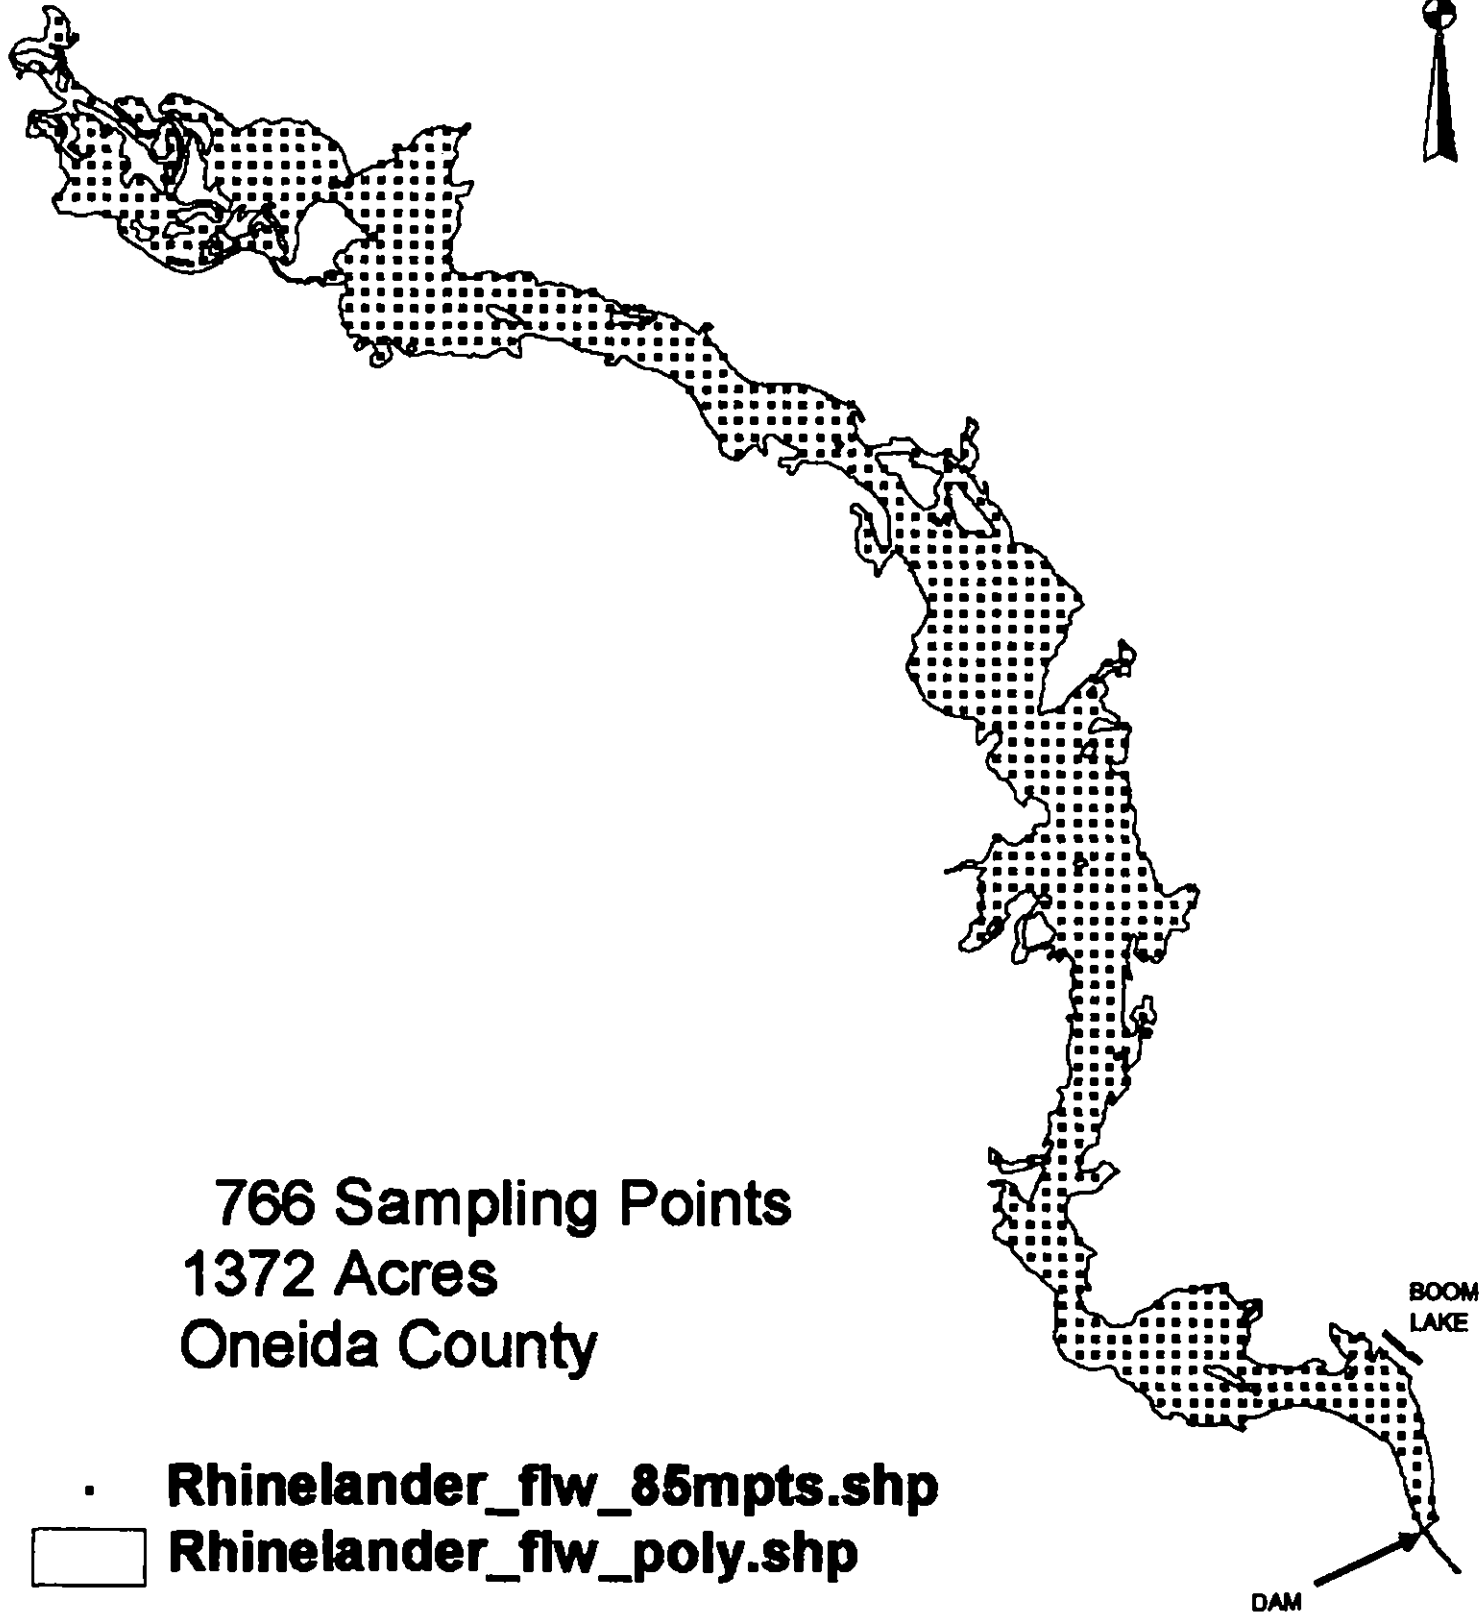 766 Sampling Points
1372 Acres
Oneida County
BOOM
LAKE
Rhinelander_flw_85mpts.shp
Rhinelander_flw_poly.shp
DAM